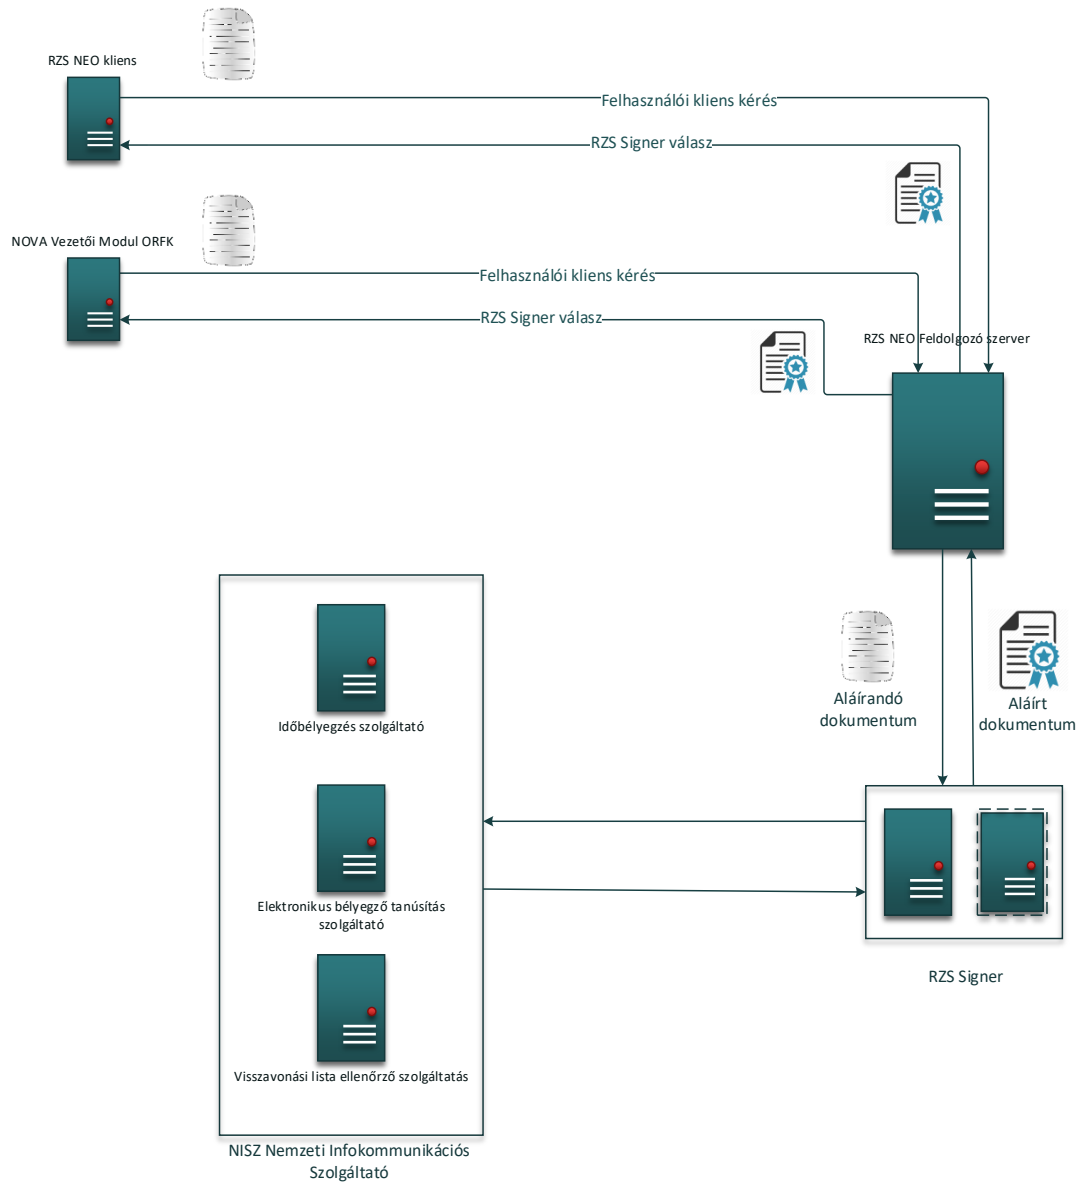 RZS NEO kliens
Felhasználói kliens kérés
RZS Signer válasz
NOVA Vezetői Modul ORFK
Felhasználói kliens kérés
RZS Signer válasz
RZS NEO Feldolgozó szerver
Aláírandó
dokumentum
Aláírt
dokumentum
Időbélyegzés szolgáltató
Elektronikus bélyegző tanúsítás
szolgáltató
RZS Signer
Visszavonási lista ellenőrző szolgáltatás
NISZ Nemzeti Infokommunikációs
Szolgáltató